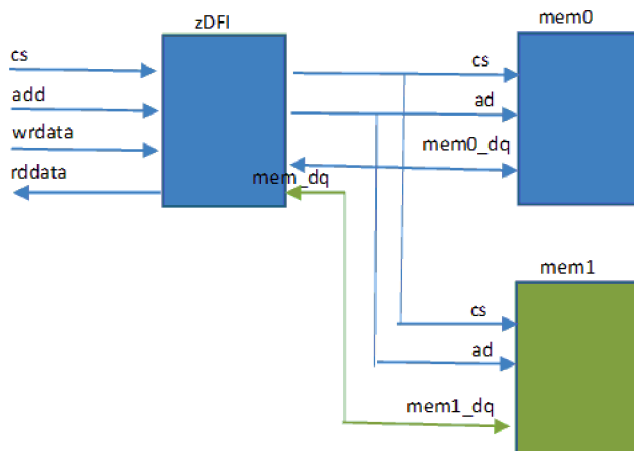 zDFI
mem0
cs
add
wrdata
rddata
cs
ad
mem0_dq
mem_dq
mem1
cs
ad
mem1_dq